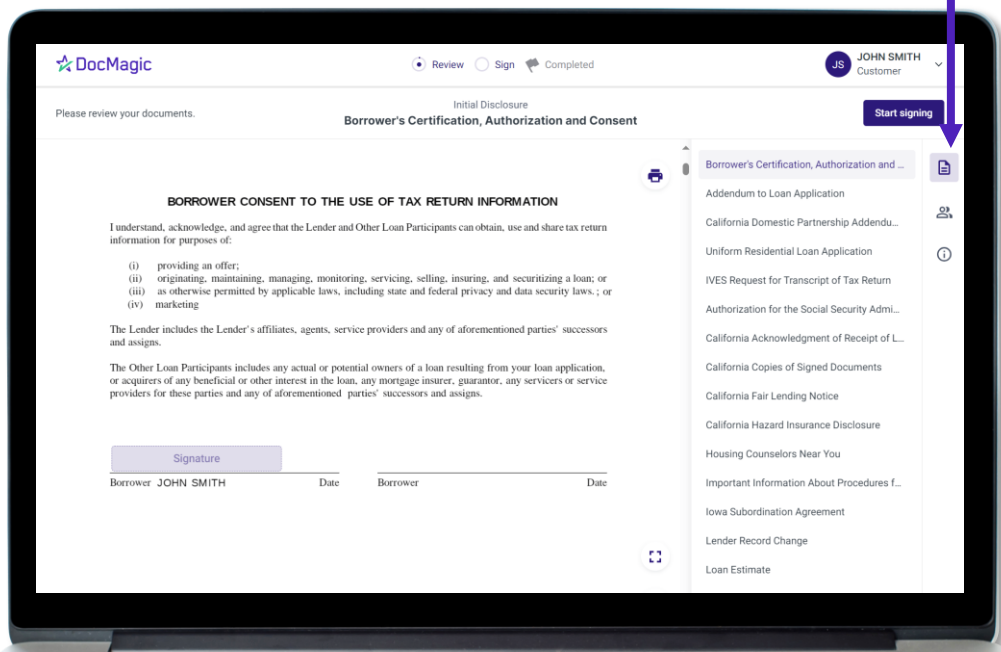 DocMagic
Review
Sign
Completed
JS
JOHN SMITH
Customer
Please review your documents.
Initial Disclosure
Borrower's Certification, Authorization and Consent
Start signing
BORROWER CONSENT TO THE USE OF TAX RETURN INFORMATION
I understand, acknowledge, and agree that the Lender and Other Loan Participants can obtain, use and share tax return
information for purposes of:
(i) providing an offer;
(ii) originating, maintaining, managing, monitoring, servicing, selling, insuring, and securitizing a loan; or
(iii) as otherwise permitted by applicable laws, including state and federal privacy and data security laws. ; or
(iv) marketing
The Lender includes the Lender's affiliates, agents, service providers and any of aforementioned parties' successors
and assigns.
The Other Loan Participants includes any actual or potential owners of a loan resulting from your loan application,
or acquirers of any beneficial or other interest in the loan, any mortgage insurer, guarantor, any servicers or service
providers for these parties and any of aforementioned parties' successors and assigns.
Signature
Borrower JOHN SMITH Date Borrower Date
Borrower's Certification, Authorization and ...
Addendum to Loan Application
California Domestic Partnership Addendu...
Uniform Residential Loan Application
IVES Request for Transcript of Tax Return
Authorization for the Social Security Admi...
California Acknowledgment of Receipt of L...
California Copies of Signed Documents
California Fair Lending Notice
California Hazard Insurance Disclosure
Housing Counselors Near You
Important Information About Procedures f...
Iowa Subordination Agreement
Lender Record Change
Loan Estimate